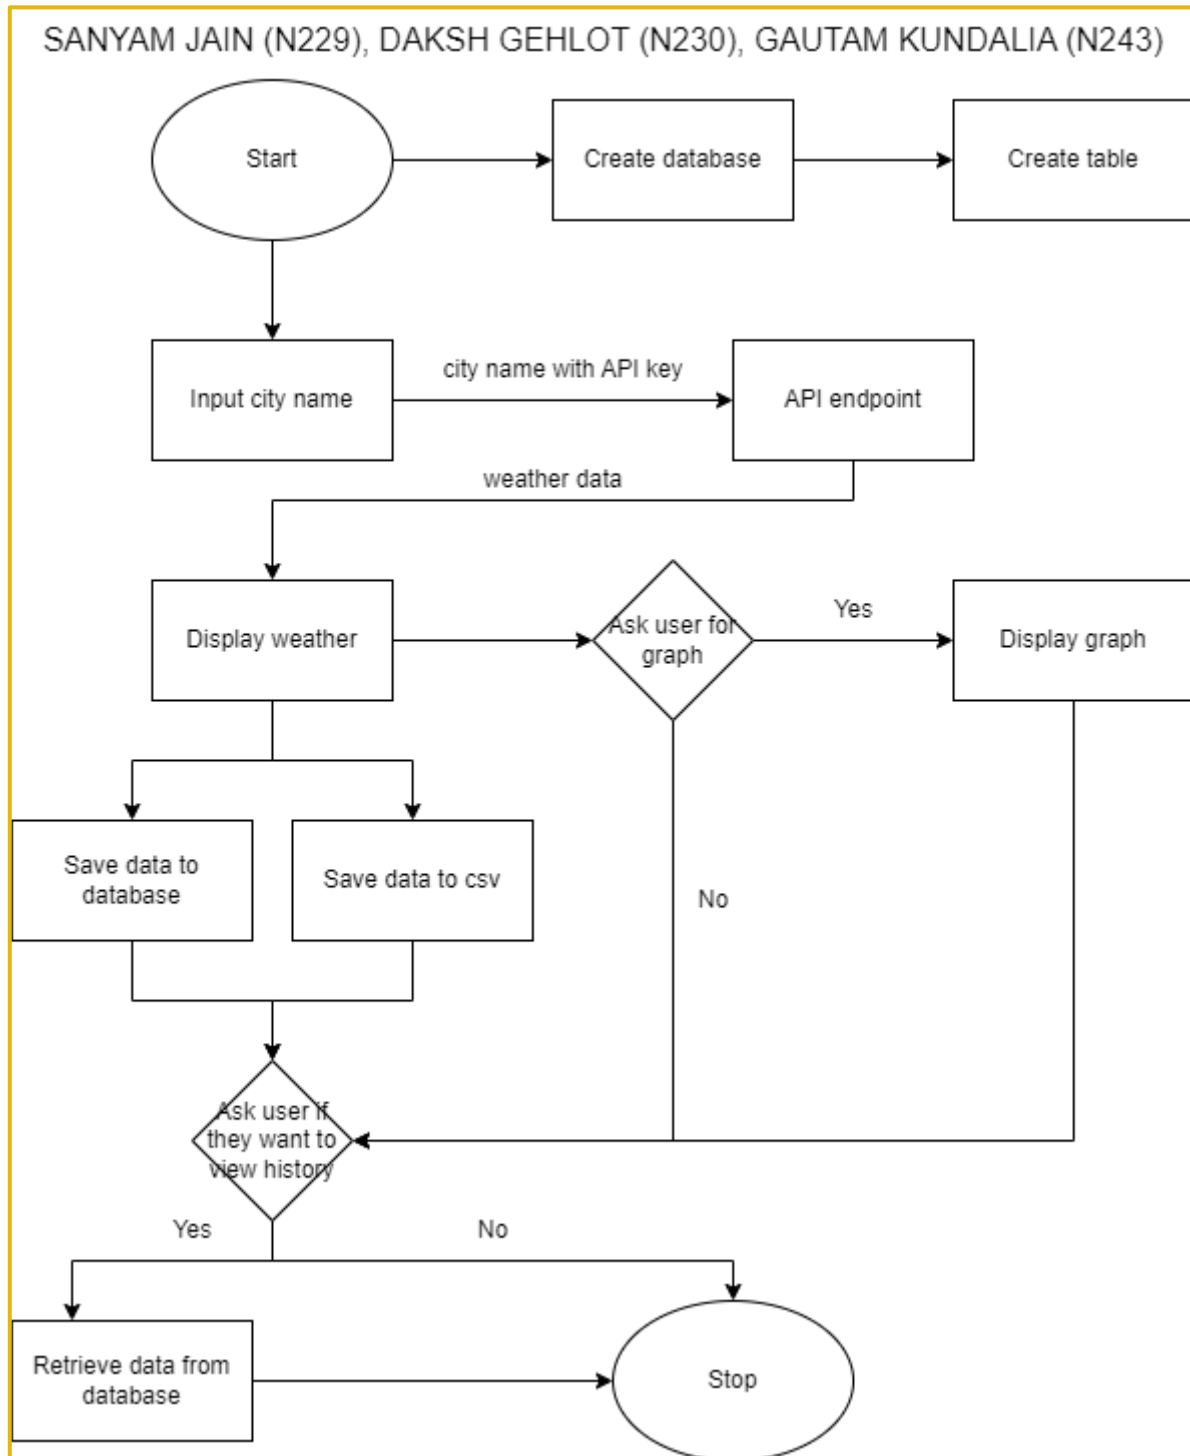 SANYAM JAIN (N229), DAKSH GEHLOT (N230), GAUTAM KUNDALIA (N243)
Start
Create database
Create table
Input city name
city name with API key
API endpoint
weather data
Display weather
Ask user for
graph
Yes
Display graph
Save data to
database
Save data to csv
No
Ask user if
they want to
view history
Yes
No
Retrieve data from
database
Stop